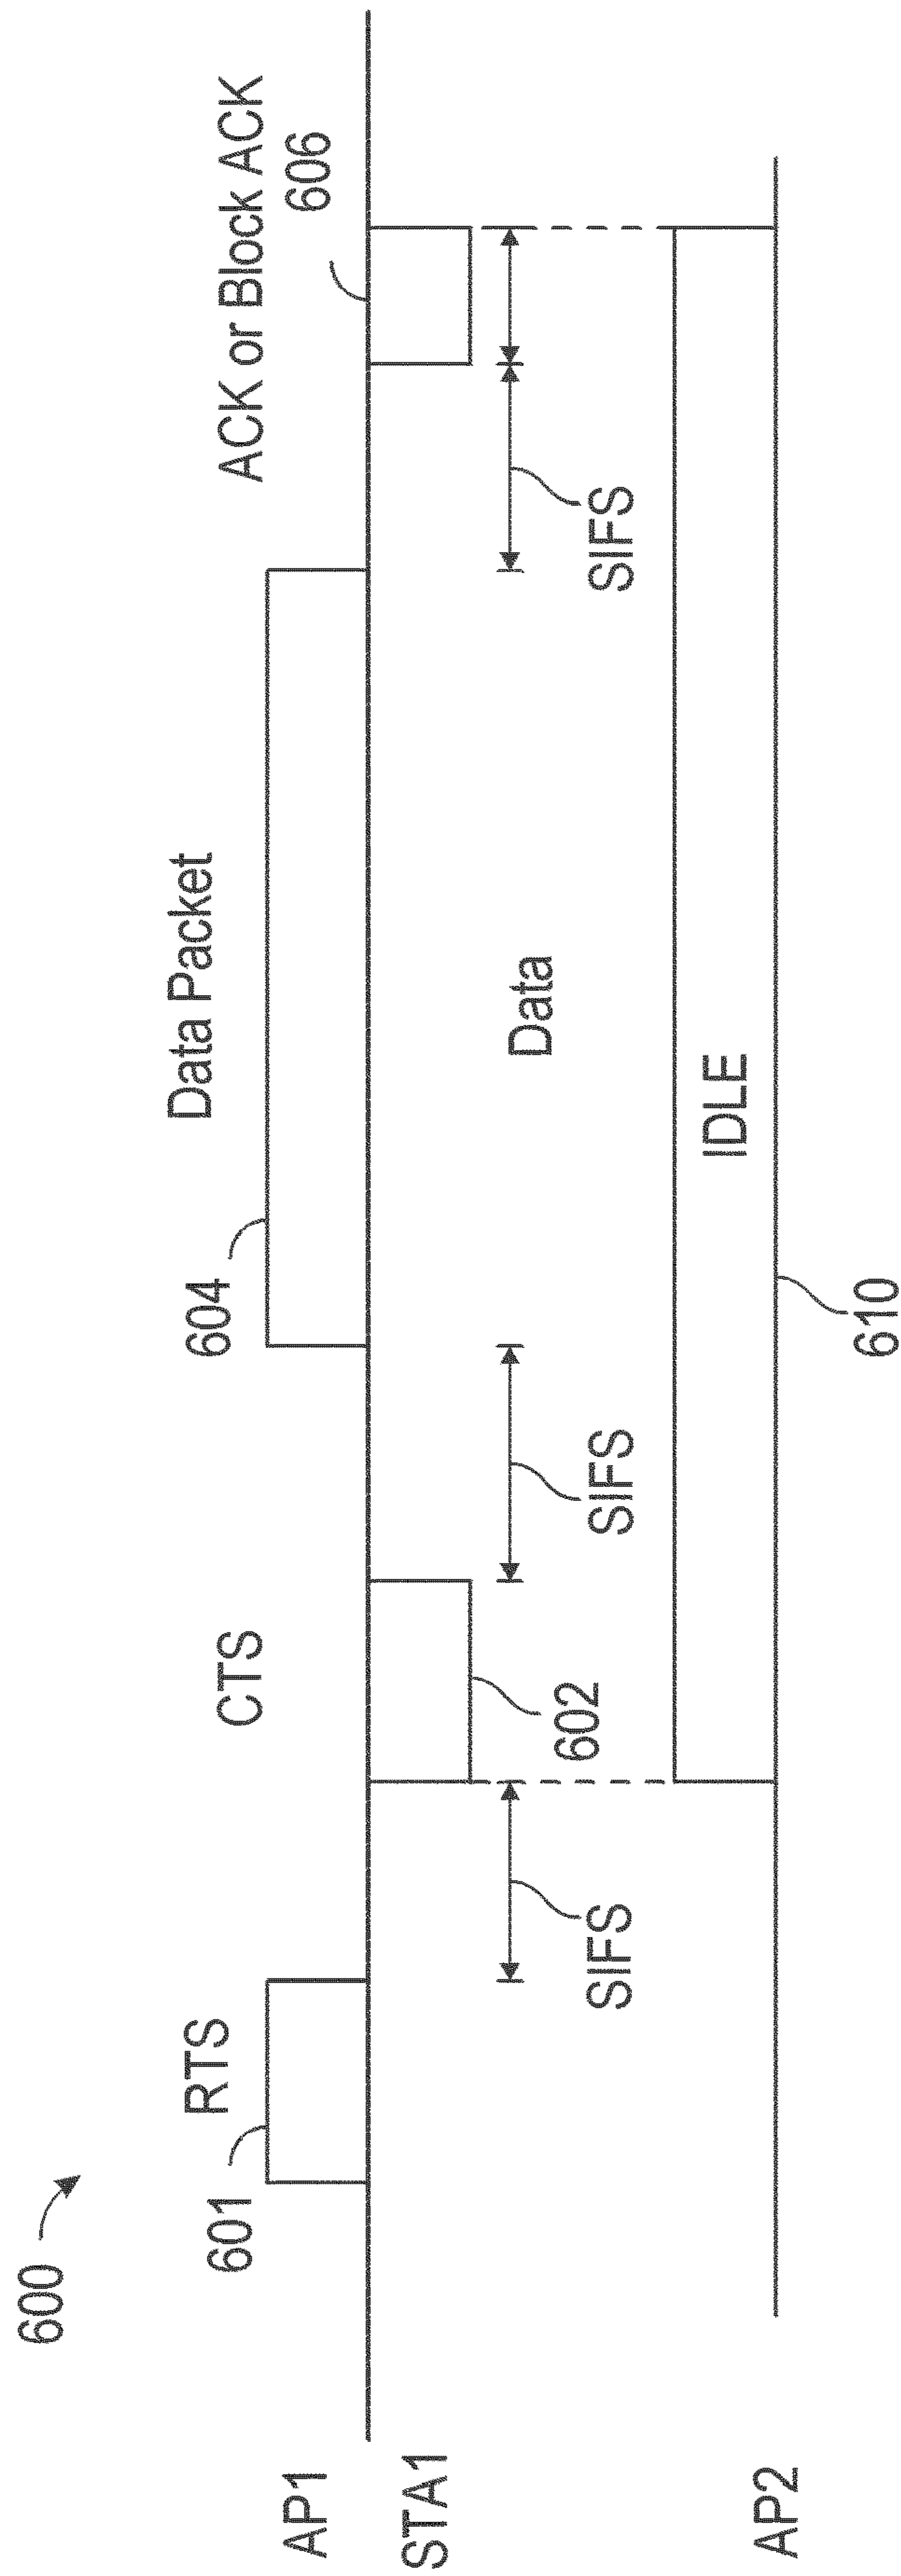 600
AP1
601
RTS
CTS
604
Data Packet
ACK or Block ACK
606
STA1
SIFS
602
SIFS
Data
SIFS
AP2
IDLE
610